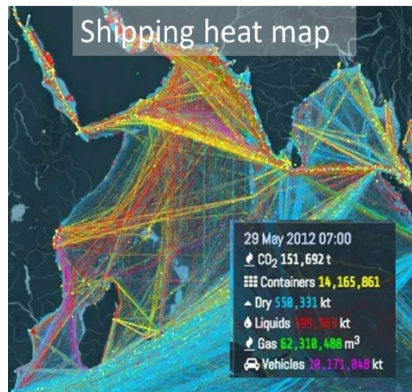 Shipping heat map
29 May 2012 07:00
CO2 151,692 t
Containers 14,165,861
Dry 550,331 kt
Liquids kt
Gas 62,310,488 m3
Vehicles kt